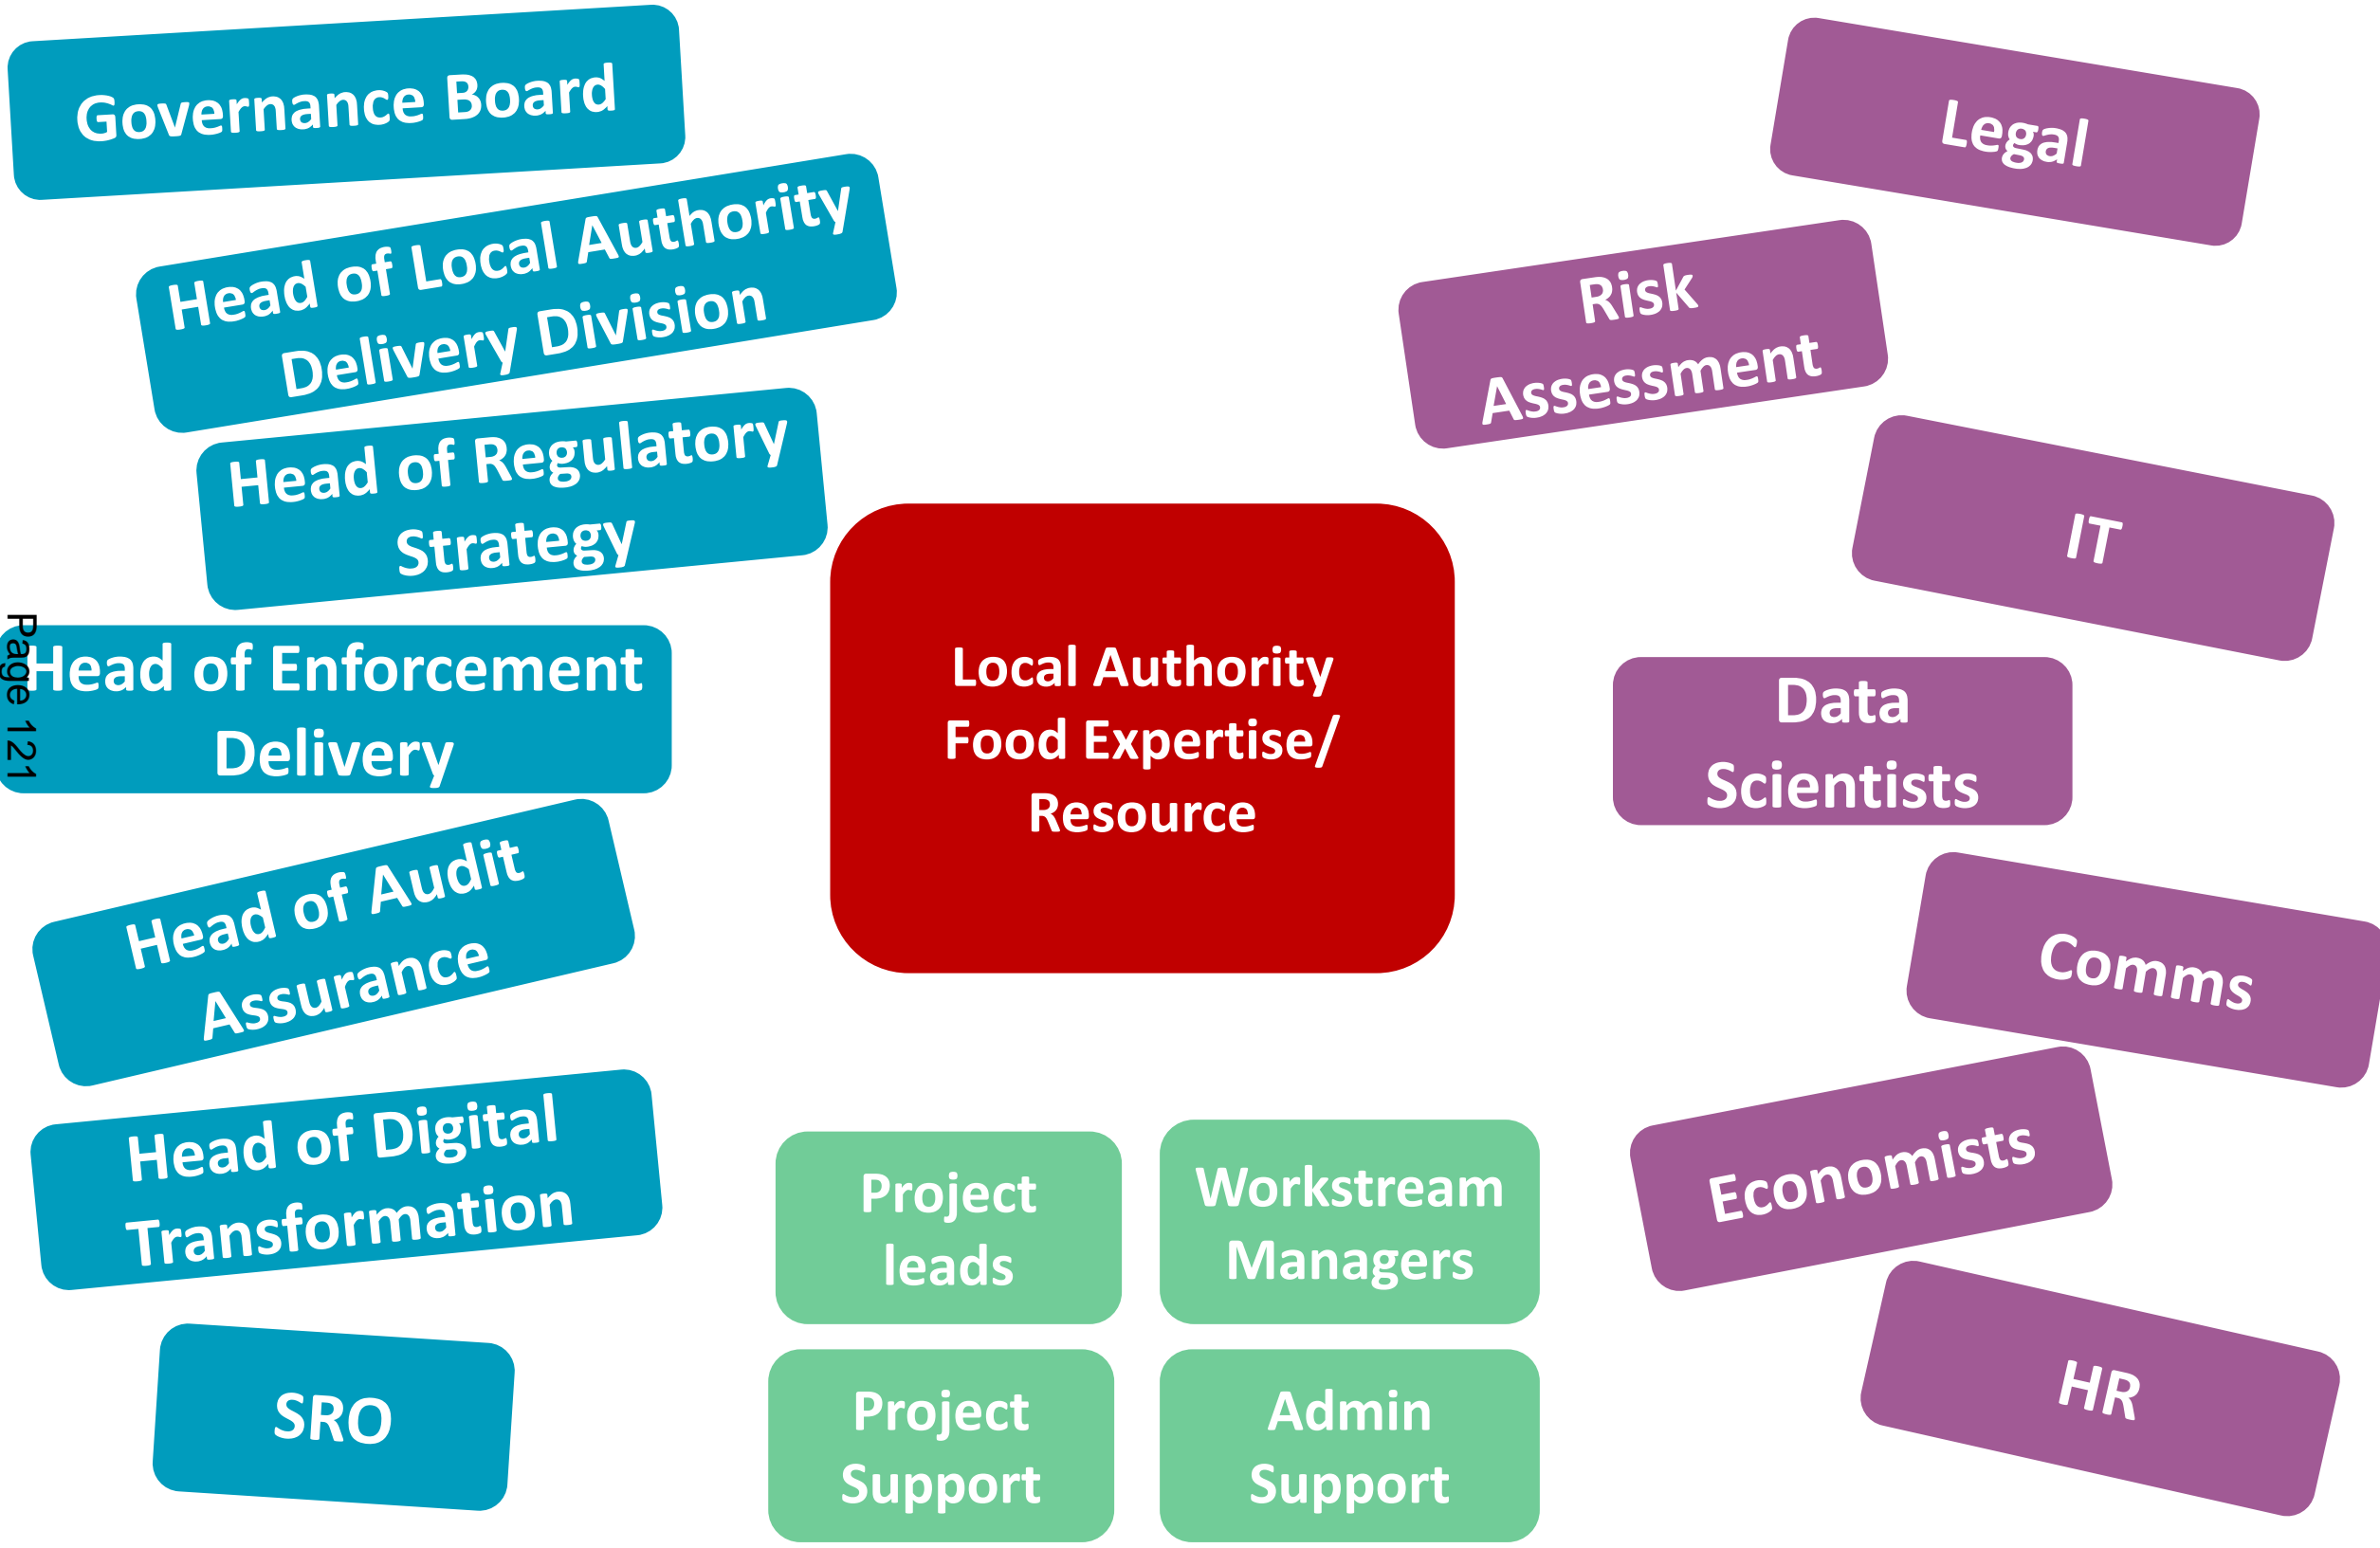 Governance Board
Head of Local Authority
Delivery Division
Head of Regulatory
Strategy
Head of Enforcement
Delivery
Head of Audit
Assurance
Head of Digital
Transformation
SRO
Local Authority
Food Expertise/
Resource
Project
leads
Workstream
Managers
Project
Support
Admin
Support
Legal
Risk
Assessment
IT
Data
Scientists
Comms
Economists
HR
Page 121